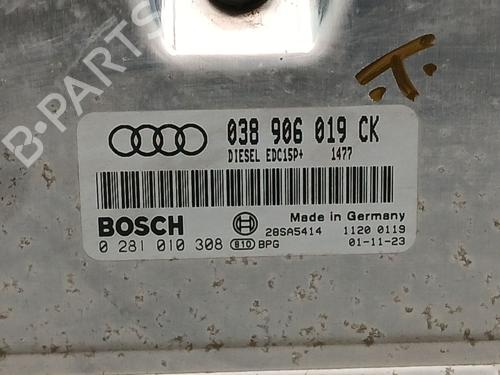 T.
038 906 019 CK
DIESEL EDC15P+ 1477
BOSCH
Made in Germany
28SA5414 1120 0119
0 281 010 308 810 BPG 01-11-23
B-PARTS